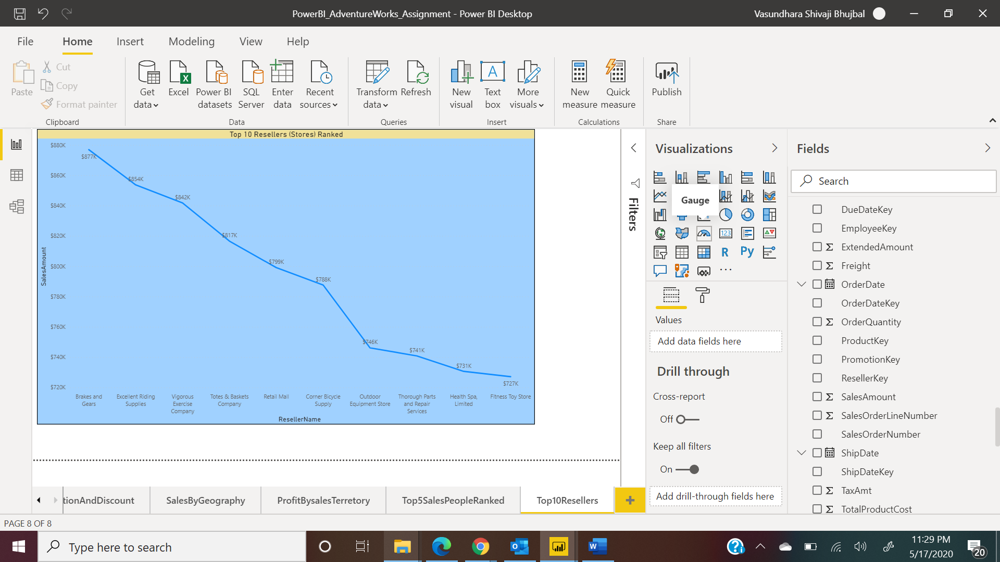 PowerBI_AdventureWorks_Assignment - Power BI Desktop
Vasundhara Shivaji Bhujbal
File
Home
Insert
Modeling
View
Help
Paste
Cut
Copy
Format painter
Clipboard
Get data
Excel
Power BI datasets
SQL Server
Enter data
Recent sources
Data
Transform data
Refresh
Queries
New visual
A
Text box
More visuals
Insert
New measure
Quick measure
Calculations
Publish
Share
Top 10 Resellers (Stores) Ranked
SalesAmount
$880K
$860K
$840K
$820K
$800K
$780K
$760K
$740K
$720K
$877K
$854K
$842K
$817K
$799K
$788K
$746K
$741K
$731K
$727K
Brakes and Gears
Excellent Riding Supplies
Vigorous Exercise Company
Totes & Baskets Company
Retail Mall
Corner Bicycle Supply
Outdoor Equipment Store
Thorough Parts and Repair Services
Health Spa, Limited
Fitness Toy Store
ResellerName
Filters
Visualizations
Gauge
123
R
Py
Values
Add data fields here
Drill through
Cross-report
Off
Keep all filters
On
Add drill-through fields here
Fields
Search
DueDateKey
EmployeeKey
Σ ExtendedAmount
Σ Freight
OrderDate
OrderDateKey
Σ OrderQuantity
ProductKey
PromotionKey
ResellerKey
Σ SalesAmount
Σ SalesOrderLineNumber
SalesOrderNumber
ShipDate
ShipDateKey
Σ TaxAmt
Σ TotalProductCost
tionAndDiscount
SalesByGeography
ProfitBysalesTerretory
Top5SalesPeopleRanked
Top10Resellers
+
PAGE 8 OF 8
Type here to search
11:29 PM
5/17/2020
20